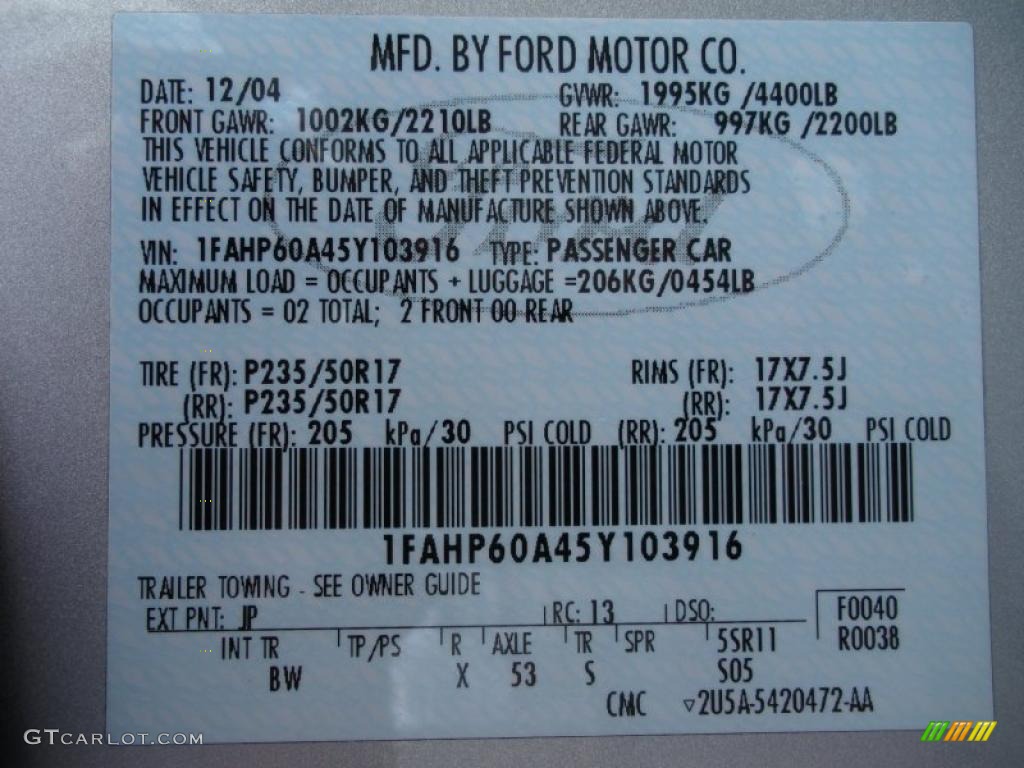 MFD. BY FORD MOTOR CO.
DATE: 12/04 GVWR: 1995KG /4400LB
FRONT GAWR: 1002KG/2210LB REAR GAWR: 997KG /2200LB
THIS VEHICLE CONFORMS TO ALL APPLICABLE FEDERAL MOTOR
VEHICLE SAFETY, BUMPER, AND THEFT PREVENTION STANDARDS
IN EFFECT ON THE DATE OF MANUFACTURE SHOWN ABOVE.
VIN: 1FAHP60A45Y103916 TYPE: PASSENGER CAR
MAXIMUM LOAD = OCCUPANTS + LUGGAGE =206KG/0454LB
OCCUPANTS = 02 TOTAL; 2 FRONT 00 REAR
TIRE (FR): P235/50R17 RIMS (FR): 17X7.5J
(RR): P235/50R17 (RR): 17X7.5J
PRESSURE (FR): 205 kPa/30 PSI COLD (RR): 205 kPa/30 PSI COLD
1FAHP60A45Y103916
TRAILER TOWING - SEE OWNER GUIDE
EXT PNT: JP RC: 13 DSO: F0040
INT TR TP/PS R AXLE TR SPR 5SR11 R0038
BW X 53 S S05
CMC ▽2U5A-5420472-AA
GTCARLOT.COM